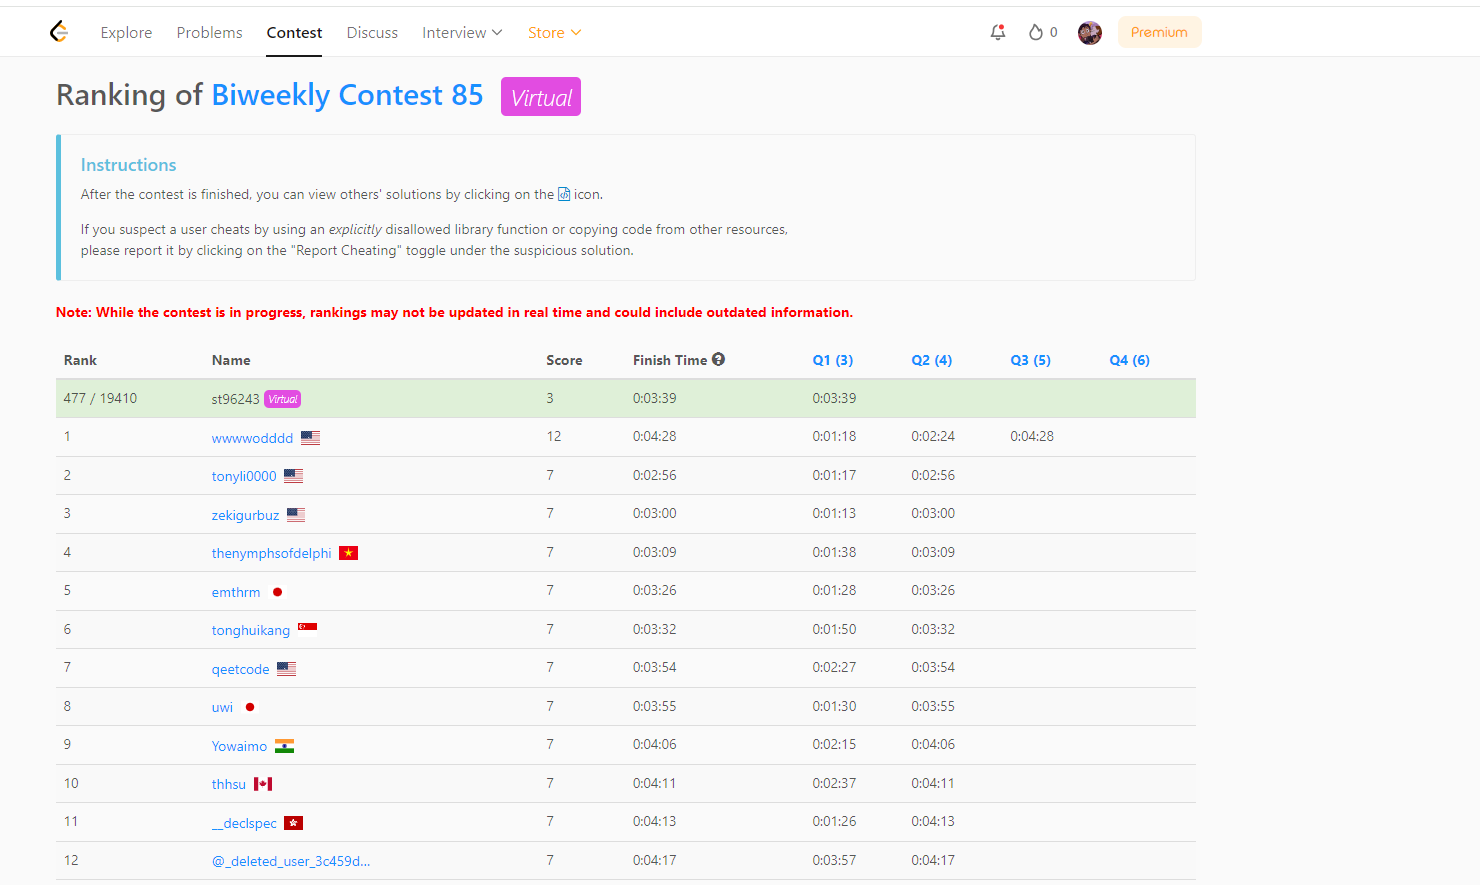 Explore Problems Contest Discuss Interview Store 0 Premium
Ranking of Biweekly Contest 85 Virtual
Instructions
After the contest is finished, you can view others' solutions by clicking on the icon.
If you suspect a user cheats by using an explicitly disallowed library function or copying code from other resources,
please report it by clicking on the "Report Cheating" toggle under the suspicious solution.
Note: While the contest is in progress, rankings may not be updated in real time and could include outdated information.
Rank Name Score Finish Time Q1 (3) Q2 (4) Q3 (5) Q4 (6)
477 / 19410 st96243 Virtual 3 0:03:39 0:03:39
1 wwwwodddd 12 0:04:28 0:01:18 0:02:24 0:04:28
2 tonyli0000 7 0:02:56 0:01:17 0:02:56
3 zekigurbuz 7 0:03:00 0:01:13 0:03:00
4 thenymphsofdelphi 7 0:03:09 0:01:38 0:03:09
5 emthrm 7 0:03:26 0:01:28 0:03:26
6 tonghuikang 7 0:03:32 0:01:50 0:03:32
7 qeetcode 7 0:03:54 0:02:27 0:03:54
8 uwi 7 0:03:55 0:01:30 0:03:55
9 Yowaimo 7 0:04:06 0:02:15 0:04:06
10 thhsu 7 0:04:11 0:02:37 0:04:11
11 __declspec 7 0:04:13 0:01:26 0:04:13
12 @_deleted_user_3c459d... 7 0:04:17 0:03:57 0:04:17